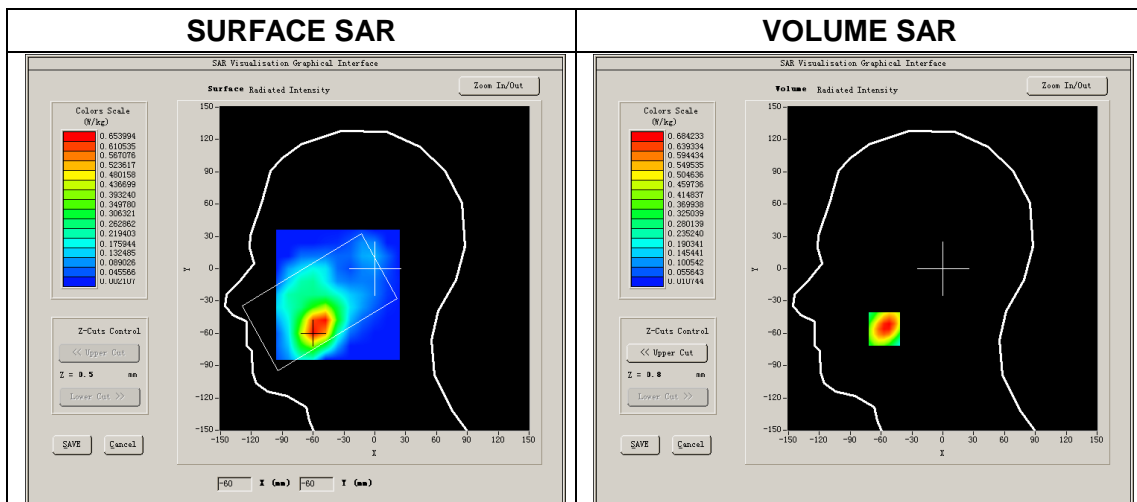 SURFACE SAR
VOLUME SAR
SAR Visualisation Graphical Interface
Surface Radiated Intensity
Zoom In/Out
Colors Scale
(W/kg)
0.653994
0.610535
0.567076
0.523617
0.480158
0.436699
0.393240
0.349780
0.306321
0.262862
0.219403
0.175944
0.132485
0.089026
0.045566
0.002107
150
120
90
60
30
0
-30
-60
-90
-120
-150
Y
-150 -120 -90 -60 -30 0 30 60 90 120 150
X
Z-Cuts Control
<< Upper Cut
Z = 0.5 mm
Lower Cut >>
SAVE Cancel
-60 X (mm) -60 Y (mm)
SAR Visualisation Graphical Interface
Volume Radiated Intensity
Zoom In/Out
Colors Scale
(W/kg)
0.684233
0.639334
0.594434
0.549535
0.504636
0.459736
0.414837
0.369938
0.325039
0.280139
0.235240
0.190341
0.145441
0.100542
0.055643
0.010744
150
120
90
60
30
0
-30
-60
-90
-120
-150
Y
-150 -120 -90 -60 -30 0 30 60 90 120 150
X
Z-Cuts Control
<< Upper Cut
Z = 0.8 mm
Lower Cut >>
SAVE Cancel